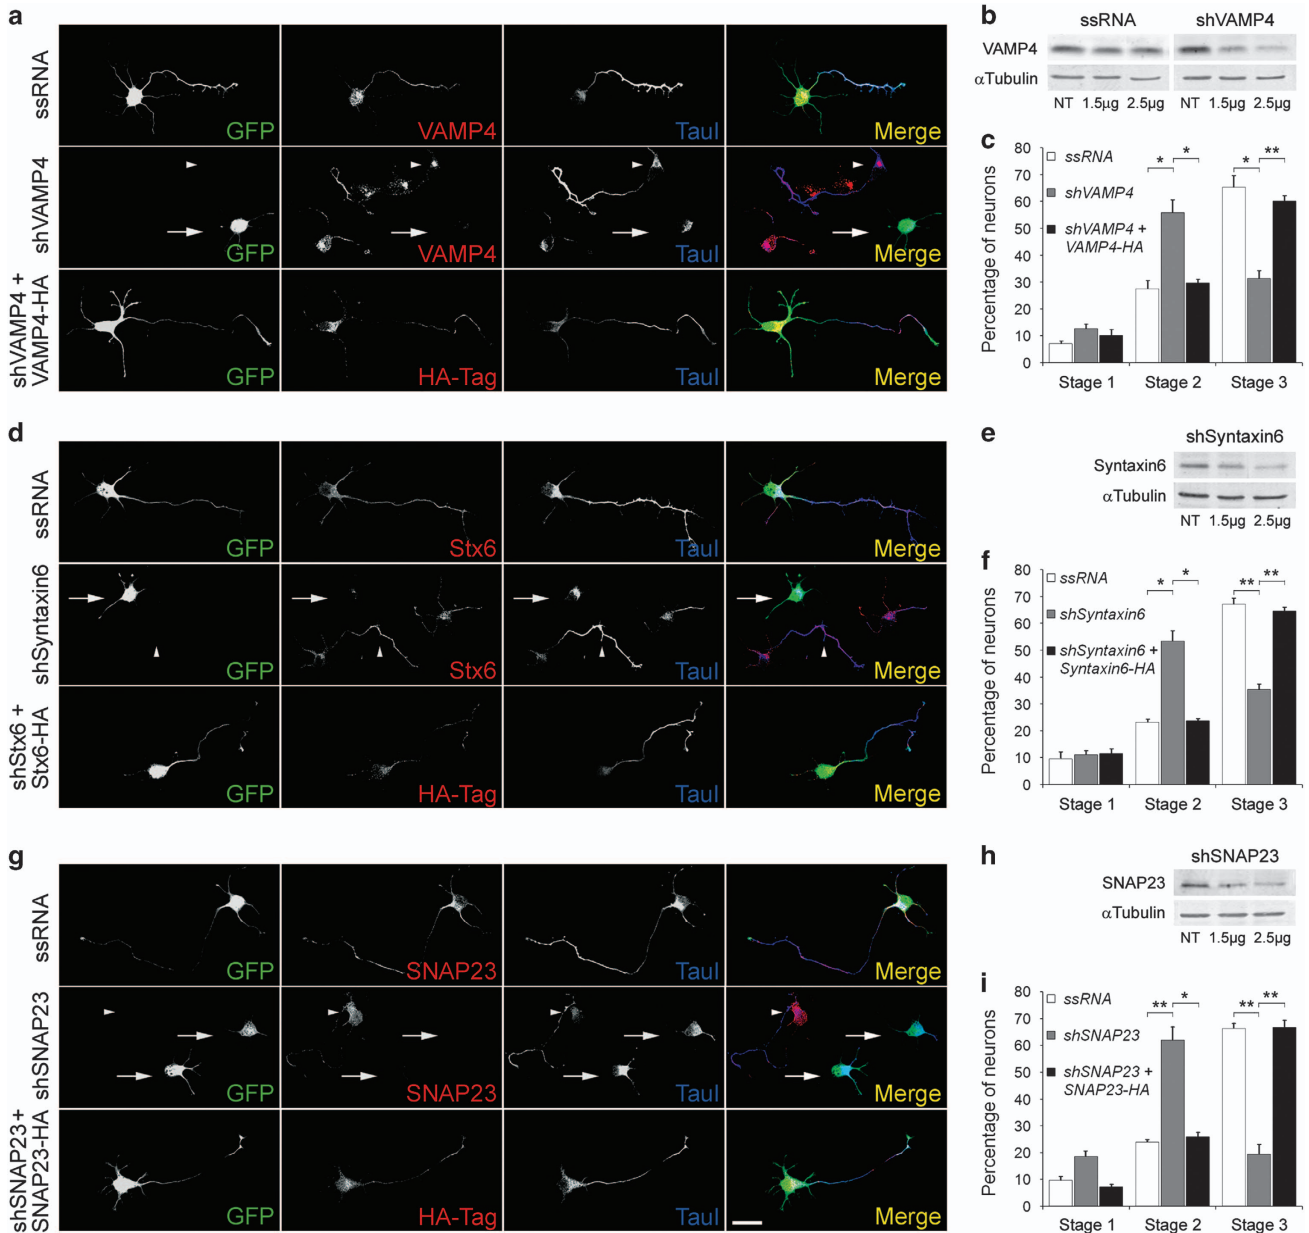 a
ssRNA
GFP
VAMP4
TauI
Merge
shVAMP4
GFP
VAMP4
TauI
Merge
shVAMP4 +
VAMP4-HA
GFP
HA-Tag
TauI
Merge
b
ssRNA
shVAMP4
VAMP4
αTubulin
NT 1.5µg 2.5µg NT 1.5µg 2.5µg
c
Percentage of neurons
80
70
60
50
40
30
20
10
0
ssRNA
shVAMP4
shVAMP4 +
VAMP4-HA
* * * **
Stage 1 Stage 2 Stage 3
d
ssRNA
GFP
Stx6
TauI
Merge
shSyntaxin6
GFP
Stx6
TauI
Merge
shStx6 +
Stx6-HA
GFP
HA-Tag
TauI
Merge
e
shSyntaxin6
Syntaxin6
αTubulin
NT 1.5µg 2.5µg
f
Percentage of neurons
80
70
60
50
40
30
20
10
0
ssRNA
shSyntaxin6
shSyntaxin6 +
Syntaxin6-HA
* * ** **
Stage 1 Stage 2 Stage 3
g
ssRNA
GFP
SNAP23
TauI
Merge
shSNAP23
GFP
SNAP23
TauI
Merge
shSNAP23 +
SNAP23-HA
GFP
HA-Tag
TauI
Merge
h
shSNAP23
SNAP23
αTubulin
NT 1.5µg 2.5µg
i
Percentage of neurons
80
70
60
50
40
30
20
10
0
ssRNA
shSNAP23
shSNAP23 +
SNAP23-HA
** * ** **
Stage 1 Stage 2 Stage 3